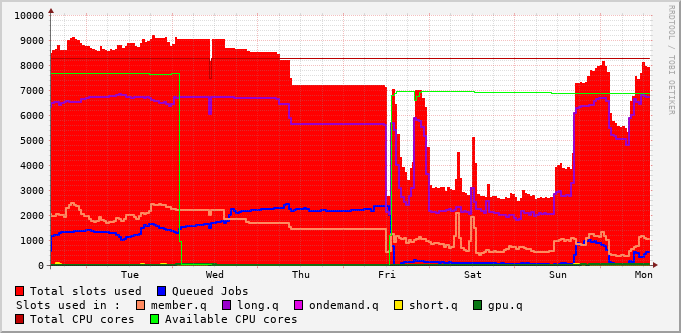 RRDTOOL / TOBI OETIKER
10000
9000
8000
7000
6000
5000
4000
3000
2000
1000
0
Tue Wed Thu Fri Sat Sun Mon
Total slots used Queued Jobs
Slots used in : member.q long.q ondemand.q short.q gpu.q
Total CPU cores Available CPU cores